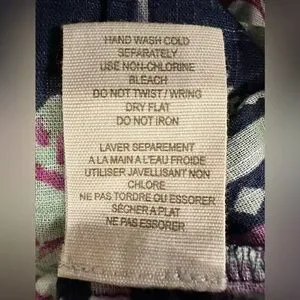 HAND WASH COLD
SEPARATELY
USE NON-CHLORINE
BLEACH
DO NOT TWIST / WRING
DRY FLAT
DO NOT IRON
LAVER SEPAREMENT
A LA MAIN A L'EAU FROIDE
UTILISER JAVELLISANT NON
CHLORE
NE PAS TORDRE OU ESSORER
SÉCHER À PLAT
NE PAS ESSORER